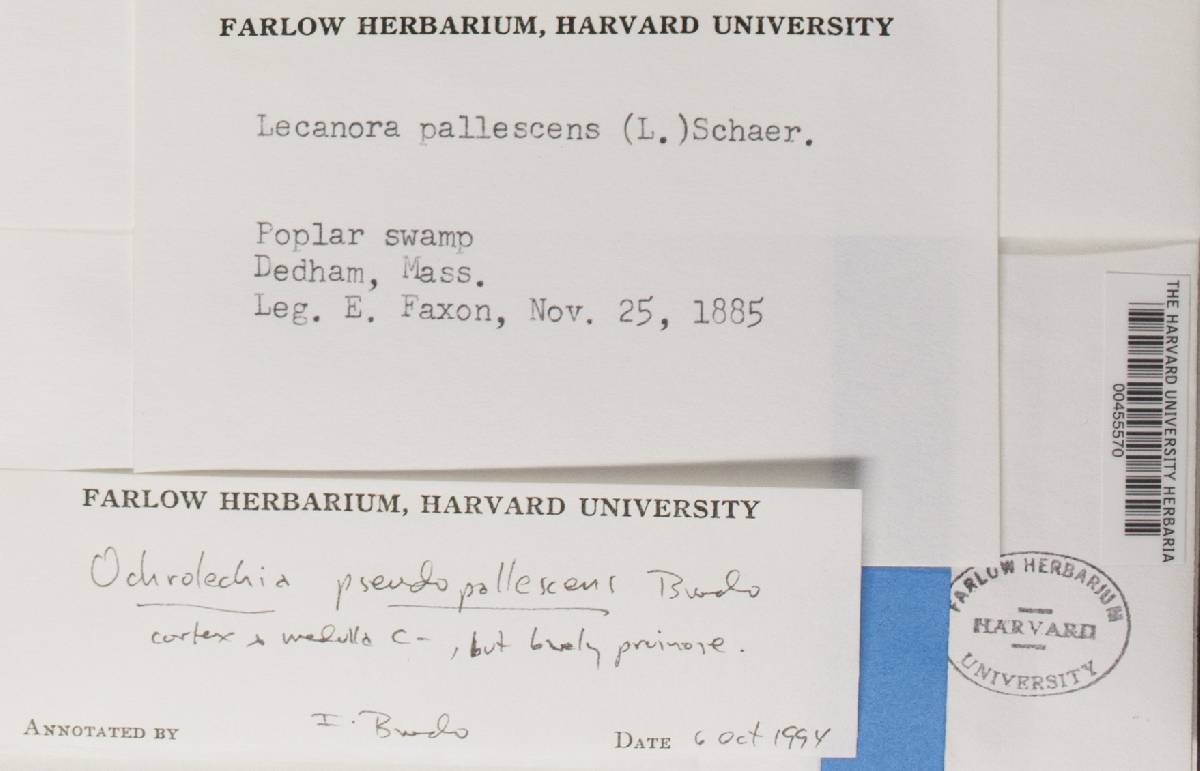 FARLOW HERBARIUM, HARVARD UNIVERSITY
Lecanora pallescens (L.)Schaer.
Poplar swamp
Dedham, Mass.
Leg. E. Faxon, Nov. 25, 1885
THE HARVARD UNIVERSITY HERBARIA
00455570
FARLOW HERBARIUM, HARVARD UNIVERSITY
Ochrolechia pseudopallescens Brodo
cortex & medulla C-, but barely pruinose.
ANNOTATED BY I. Brodo DATE 6 Oct 1994
FARLOW HERBARIUM
HARVARD
UNIVERSITY